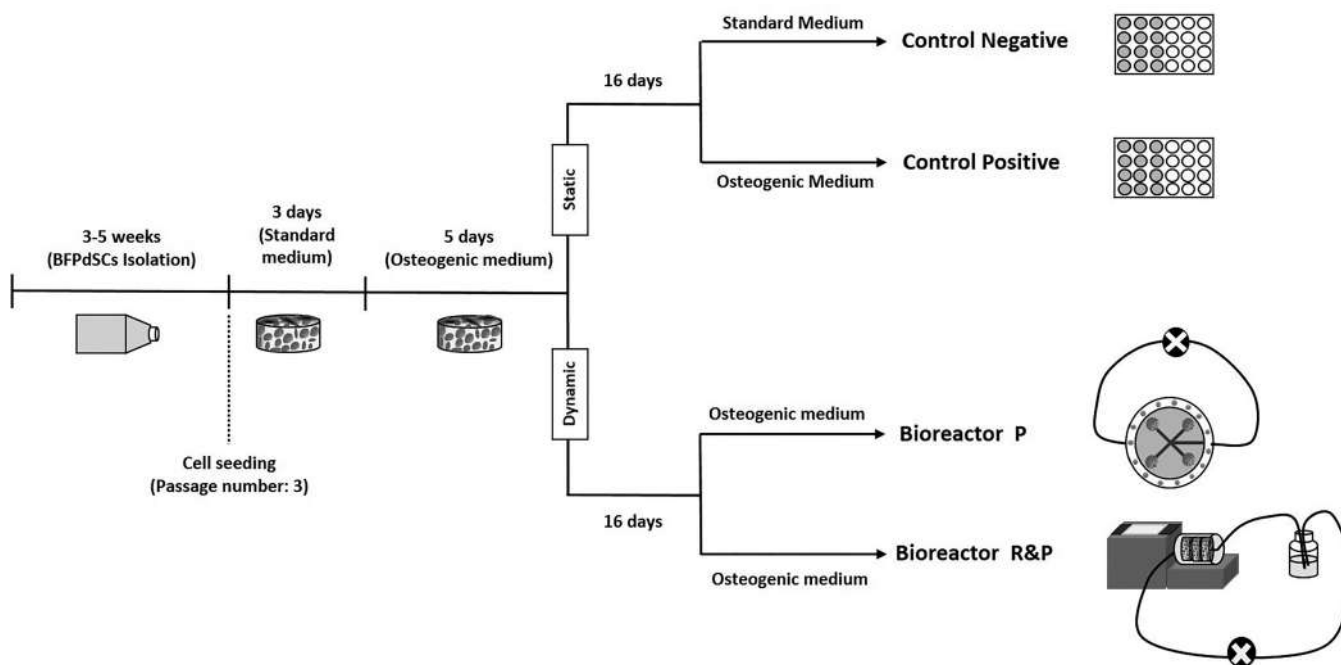 Standard Medium
Control Negative
16 days
Control Positive
Osteogenic Medium
Static
3-5 weeks
(BFPdSCs Isolation)
3 days
(Standard
medium)
5 days
(Osteogenic medium)
Dynamic
Cell seeding
(Passage number: 3)
Osteogenic medium
Bioreactor P
16 days
Bioreactor R&P
Osteogenic medium